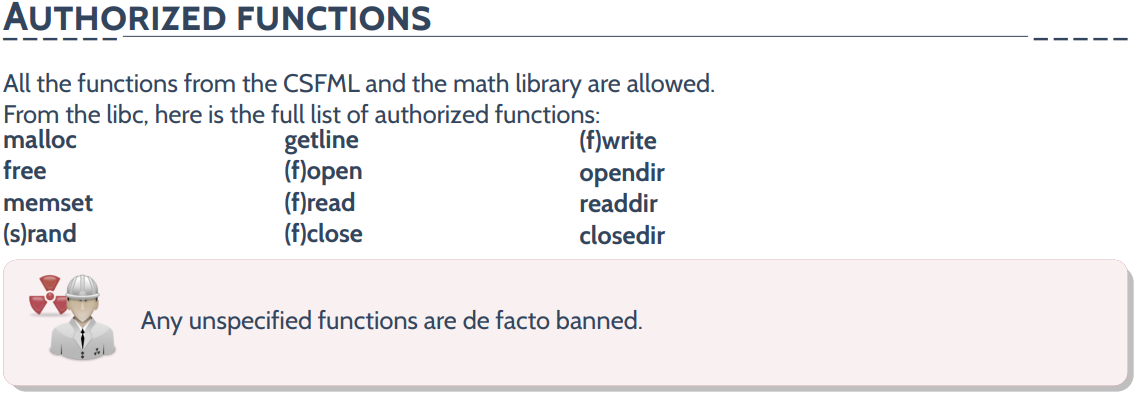 AUTHORIZED FUNCTIONS
All the functions from the CSFML and the math library are allowed.
From the libc, here is the full list of authorized functions:
malloc getline (f)write
free (f)open opendir
memset (f)read readdir
(s)rand (f)close closedir
Any unspecified functions are de facto banned.